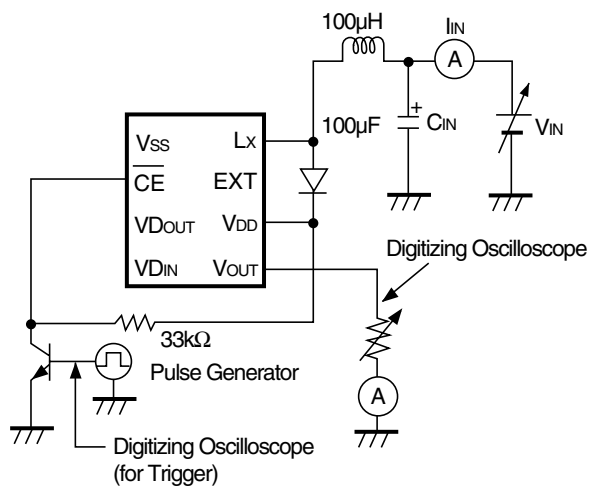 100µH
IIN
A
100µF
+
CIN
VIN
VSS
LX
CE
EXT
VDOUT
VDD
VDIN
VOUT
Digitizing Oscilloscope
33kΩ
Pulse Generator
A
Digitizing Oscilloscope
(for Trigger)